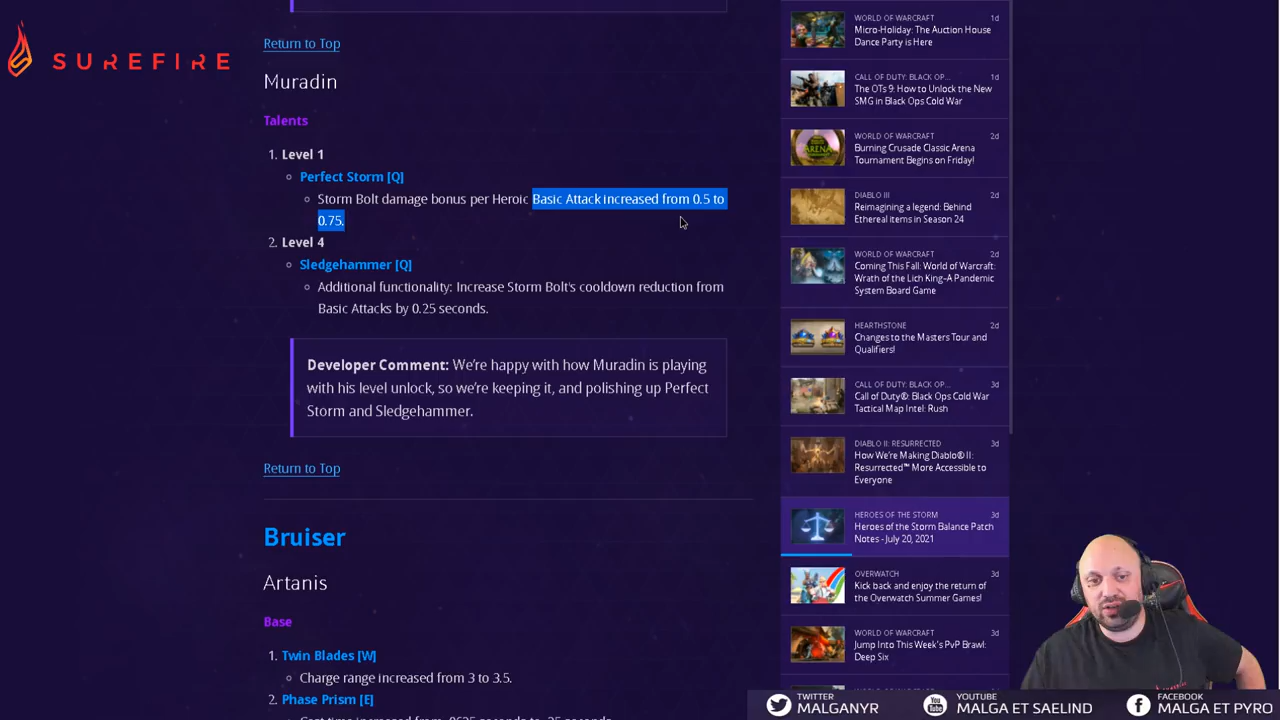 SUREFIRE
Return to Top
Muradin
Talents
1. Level 1
Perfect Storm [Q]
Storm Bolt damage bonus per Heroic Basic Attack increased from 0.5 to
0.75.
2. Level 4
Sledgehammer [Q]
Additional functionality: Increase Storm Bolt's cooldown reduction from
Basic Attacks by 0.25 seconds.
Developer Comment: We're happy with how Muradin is playing
with his level unlock, so we're keeping it, and polishing up Perfect
Storm and Sledgehammer.
Return to Top
Bruiser
Artanis
Base
1. Twin Blades [W]
Charge range increased from 3 to 3.5.
2. Phase Prism [E]
Cast time increased from .0625 seconds to .25 seconds.
WORLD OF WARCRAFT 1d
Micro-Holiday: The Auction House
Dance Party is Here
CALL OF DUTY: BLACK OP... 1d
The OTs 9: How to Unlock the New
SMG in Black Ops Cold War
WORLD OF WARCRAFT 2d
Burning Crusade Classic Arena
Tournament Begins on Friday!
DIABLO III 2d
Reimagining a legend: Behind
Ethereal items in Season 24
WORLD OF WARCRAFT 2d
Coming This Fall: World of Warcraft:
Wrath of the Lich King–A Pandemic
System Board Game
HEARTHSTONE 2d
Changes to the Masters Tour and
Qualifiers!
CALL OF DUTY: BLACK OP... 3d
Call of Duty®: Black Ops Cold War
Tactical Map Intel: Rush
DIABLO II: RESURRECTED 3d
How We're Making Diablo® II:
Resurrected™ More Accessible to
Everyone
HEROES OF THE STORM 3d
Heroes of the Storm Balance Patch
Notes - July 20, 2021
OVERWATCH 3d
Kick back and enjoy the return of
the Overwatch Summer Games!
WORLD OF WARCRAFT 3d
Jump Into This Week's PvP Brawl:
Deep Six
TWITTER
MALGANYR
YOUTUBE
MALGA ET SAELIND
FACEBOOK
MALGA ET PYRO